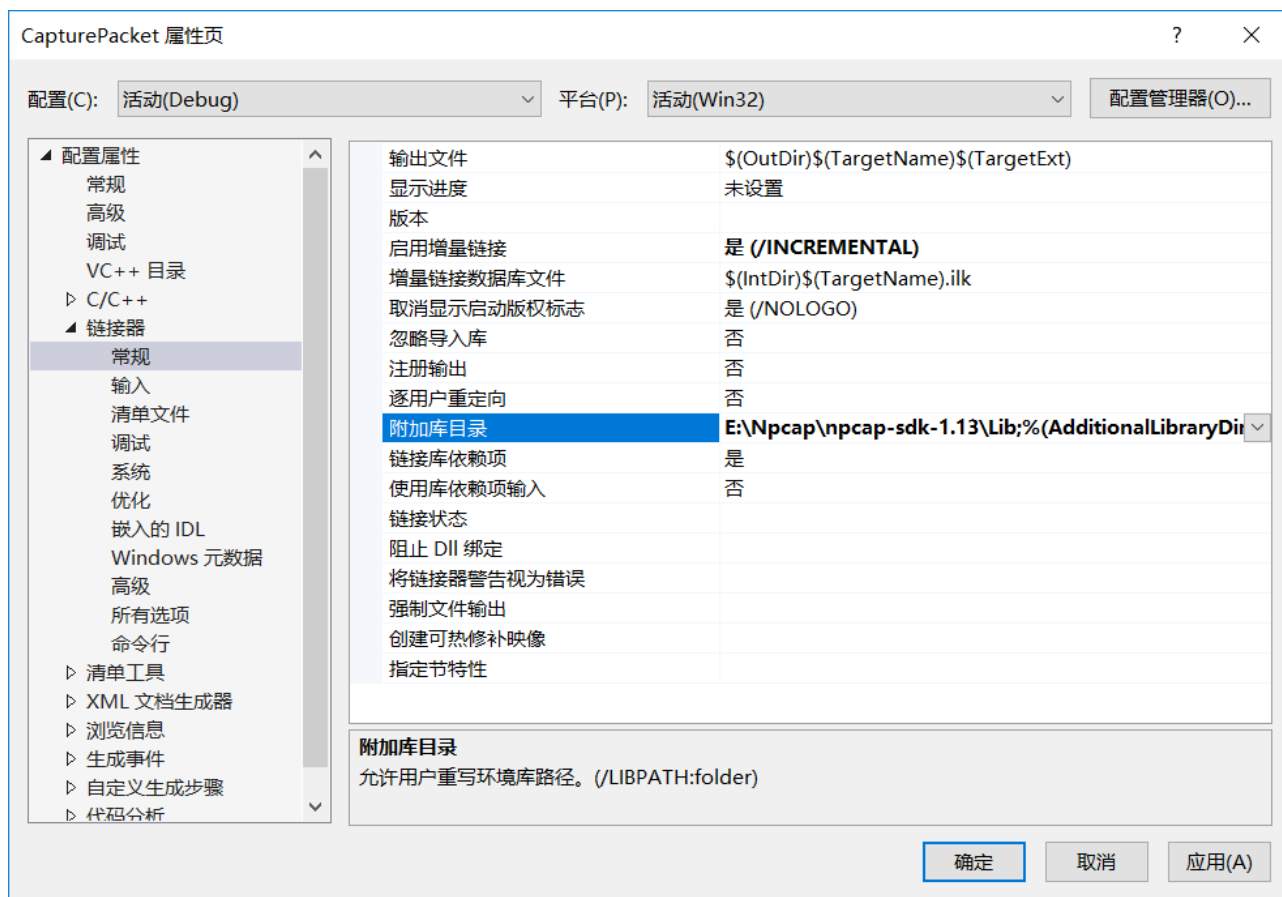 CapturePacket 属性页
?
配置(C): 活动(Debug) 平台(P): 活动(Win32) 配置管理器(O)...
配置属性
常规
高级
调试
VC++ 目录
C/C++
链接器
常规
输入
清单文件
调试
系统
优化
嵌入的 IDL
Windows 元数据
高级
所有选项
命令行
清单工具
XML 文档生成器
浏览信息
生成事件
自定义生成步骤
代码分析
输出文件 $(OutDir)$(TargetName)$(TargetExt)
显示进度 未设置
版本
启用增量链接 是 (/INCREMENTAL)
增量链接数据库文件 $(IntDir)$(TargetName).ilk
取消显示启动版权标志 是 (/NOLOGO)
忽略导入库 否
注册输出 否
逐用户重定向 否
附加库目录 E:\Npcap\npcap-sdk-1.13\Lib;%(AdditionalLibraryDir
链接库依赖项 是
使用库依赖项输入 否
链接状态
阻止 Dll 绑定
将链接器警告视为错误
强制文件输出
创建可热修补映像
指定节特性
附加库目录
允许用户重写环境库路径。(/LIBPATH:folder)
确定 取消 应用(A)